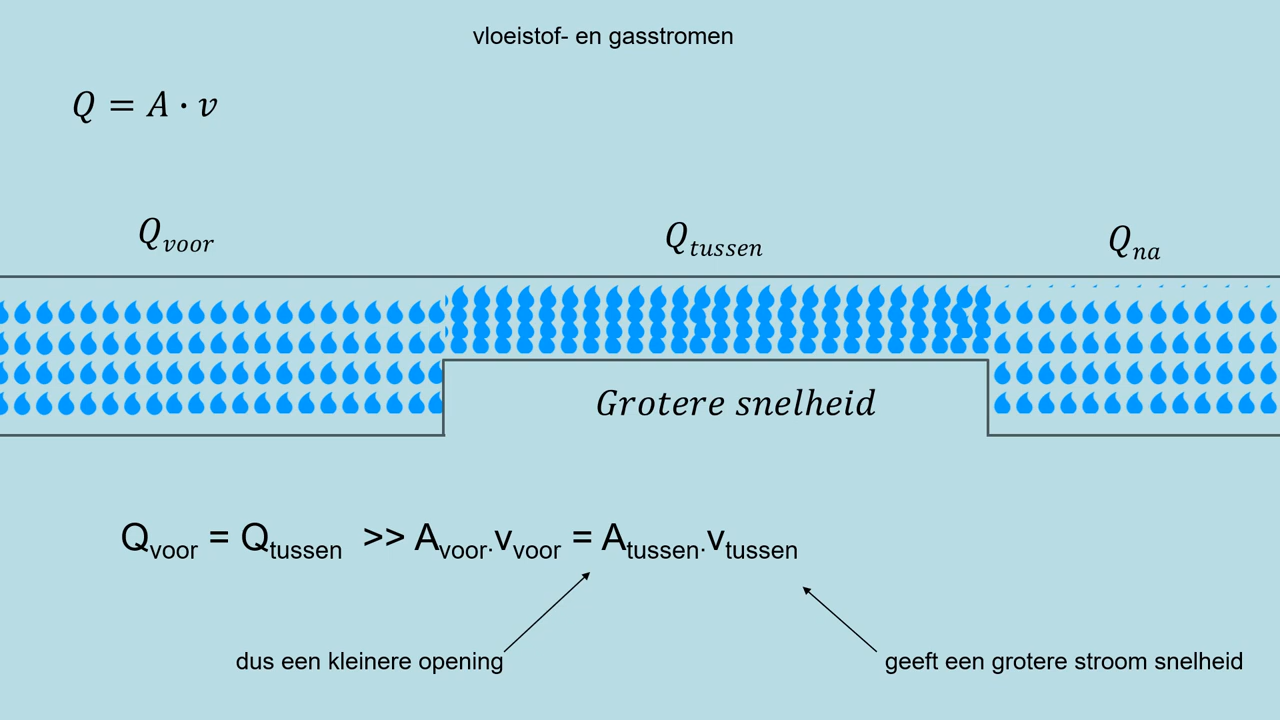 vloeistof- en gasstromen
Q = A · v
Q_voor
Q_tussen
Q_na
Grotere snelheid
Q_voor = Q_tussen >> A_voor·v_voor = A_tussen·v_tussen
dus een kleinere opening
geeft een grotere stroom snelheid